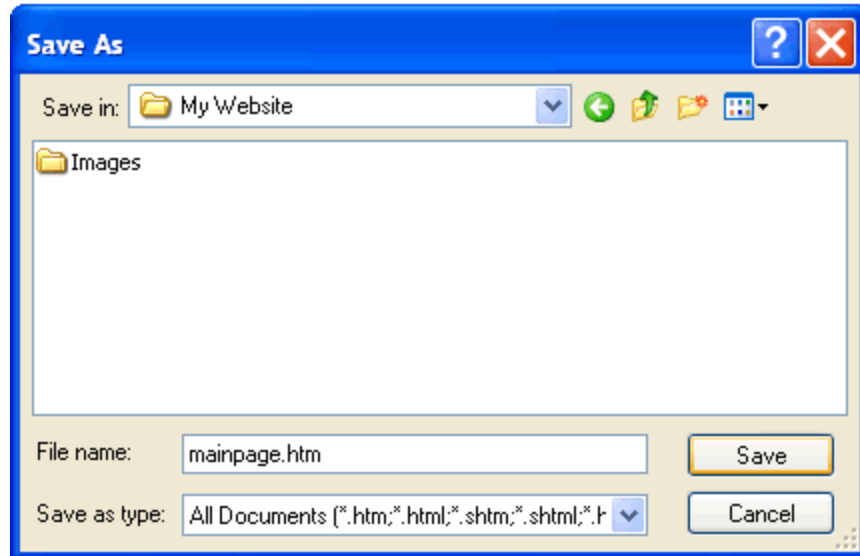 Save As
Save in: My Website
Images
File name: mainpage.htm
Save
Save as type: All Documents (*.htm;*.html;*.shtm;*.shtml;*.h
Cancel